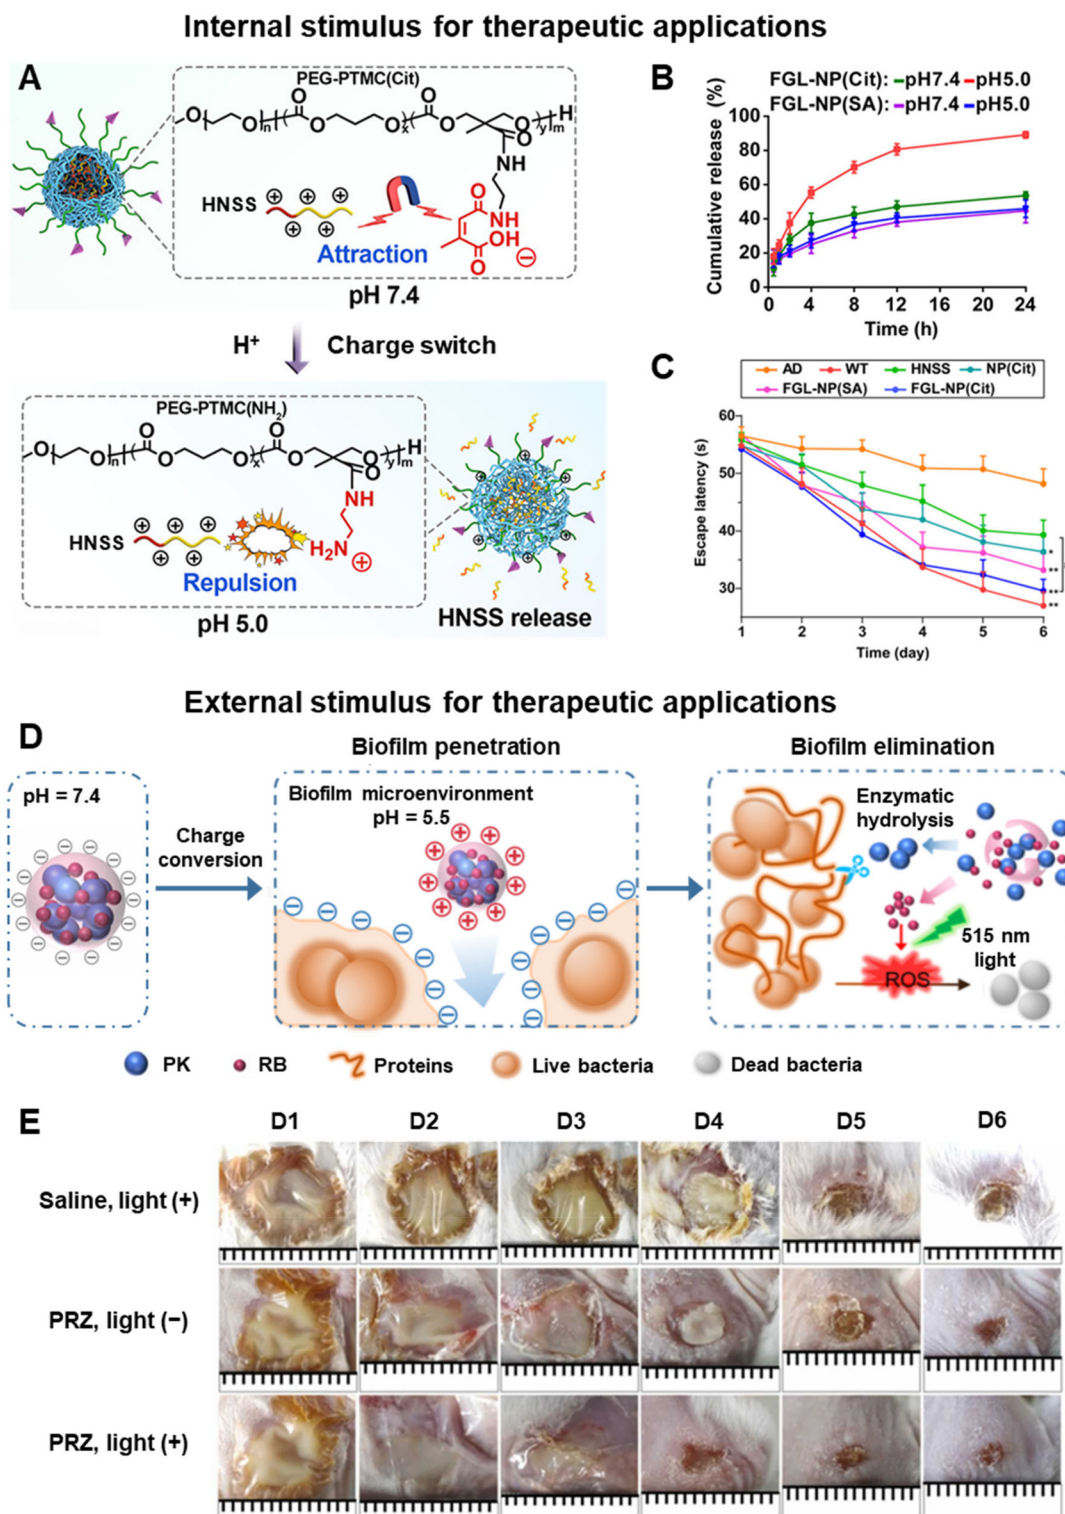 Internal stimulus for therapeutic applications
A
PEG-PTMC(Cit)
HNSS
Attraction
pH 7.4
H⁺
Charge switch
PEG-PTMC(NH₂)
HNSS
Repulsion
pH 5.0
HNSS release
B
FGL-NP(Cit): pH7.4 pH5.0
FGL-NP(SA): pH7.4 pH5.0
Cumulative release (%)
100
80
60
40
20
0
0 4 8 12 16 20 24
Time (h)
C
AD WT HNSS NP(Cit)
FGL-NP(SA) FGL-NP(Cit)
Escape latency (s)
60
50
40
30
1 2 3 4 5 6
Time (day)
*
**
**
**
External stimulus for therapeutic applications
D
Biofilm penetration
Biofilm elimination
pH = 7.4
Charge
conversion
Biofilm microenvironment
pH = 5.5
Enzymatic
hydrolysis
515 nm
light
ROS
PK RB Proteins Live bacteria Dead bacteria
E
D1 D2 D3 D4 D5 D6
Saline, light (+)
PRZ, light (−)
PRZ, light (+)